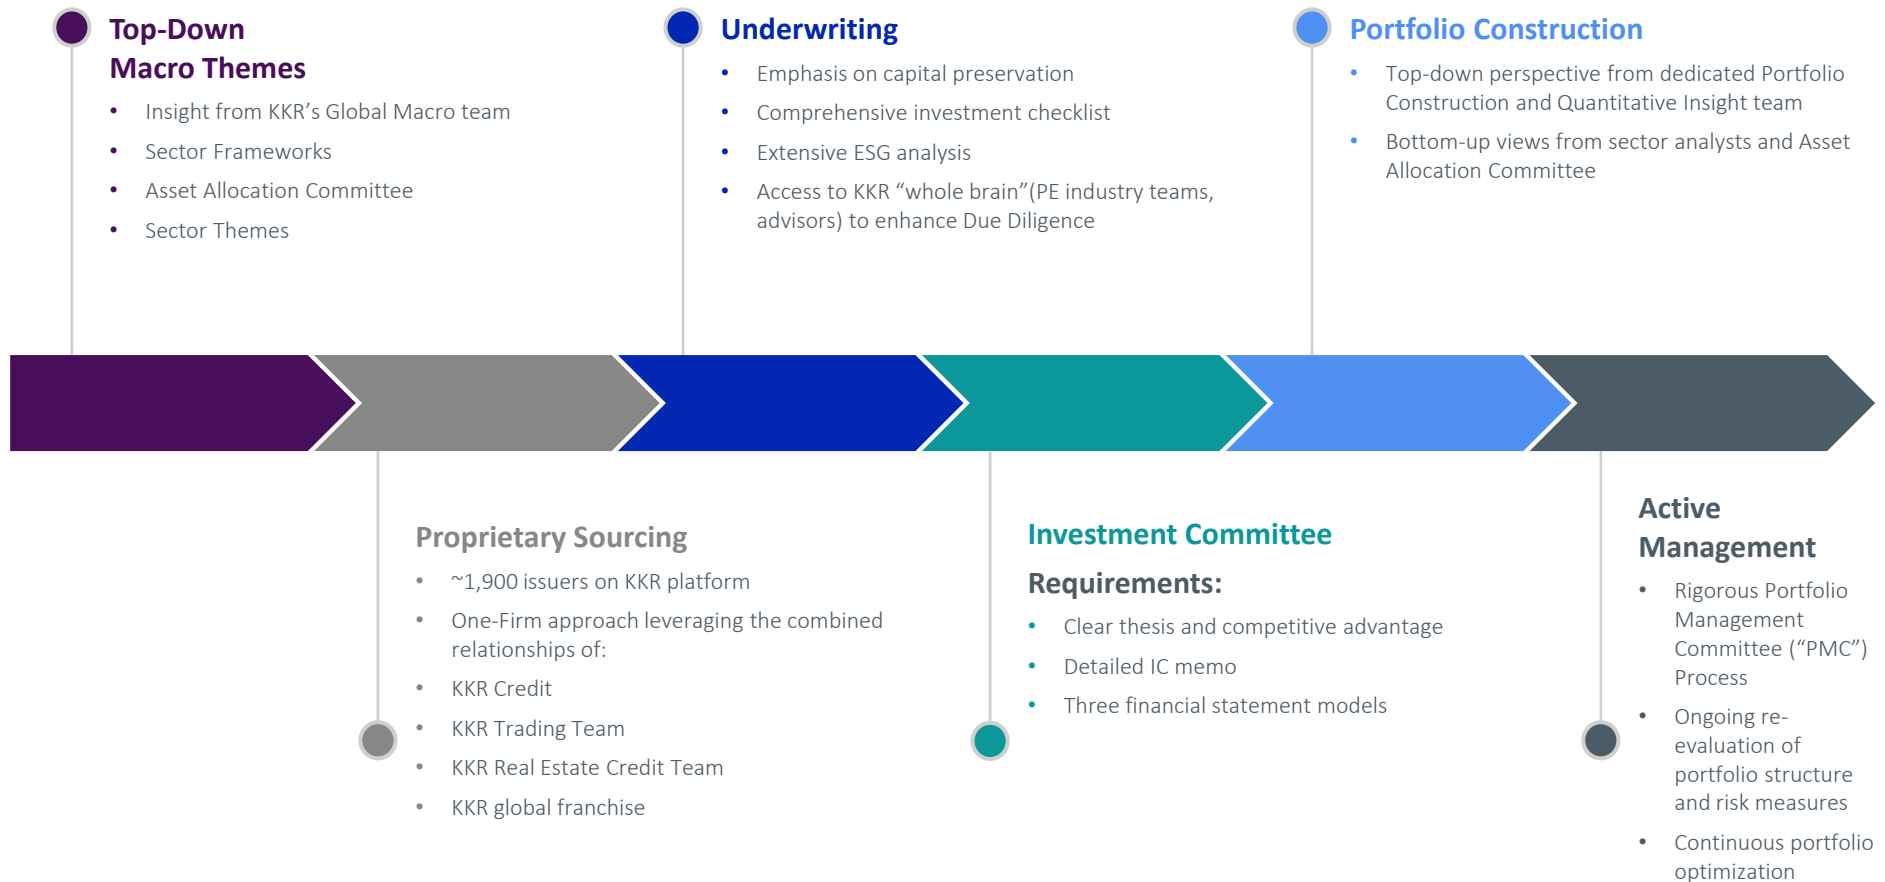 Top-Down
Macro Themes
• Insight from KKR's Global Macro team
• Sector Frameworks
• Asset Allocation Committee
• Sector Themes
Underwriting
• Emphasis on capital preservation
• Comprehensive investment checklist
• Extensive ESG analysis
• Access to KKR “whole brain”(PE industry teams,
advisors) to enhance Due Diligence
Portfolio Construction
• Top-down perspective from dedicated Portfolio
Construction and Quantitative Insight team
• Bottom-up views from sector analysts and Asset
Allocation Committee
Proprietary Sourcing
• ~1,900 issuers on KKR platform
• One-Firm approach leveraging the combined
relationships of:
• KKR Credit
• KKR Trading Team
• KKR Real Estate Credit Team
• KKR global franchise
Investment Committee
Requirements:
• Clear thesis and competitive advantage
• Detailed IC memo
• Three financial statement models
Active
Management
• Rigorous Portfolio
Management
Committee (“PMC”)
Process
• Ongoing re-
evaluation of
portfolio structure
and risk measures
• Continuous portfolio
optimization